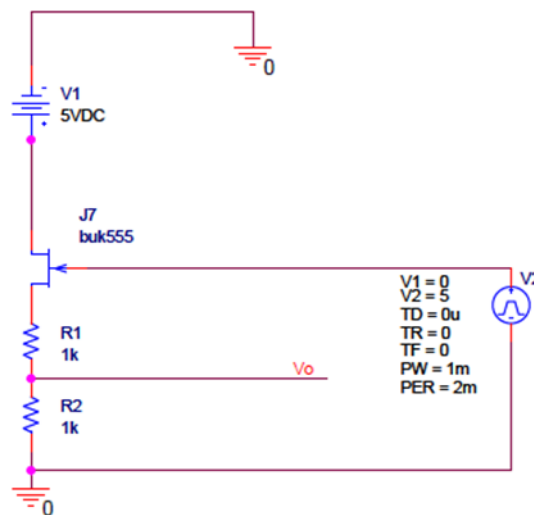 0
V1
5VDC
J7
buk555
V1 = 0
V2 = 5
TD = 0u
TR = 0
TF = 0
PW = 1m
PER = 2m
V2
R1
1k
Vo
R2
1k
0